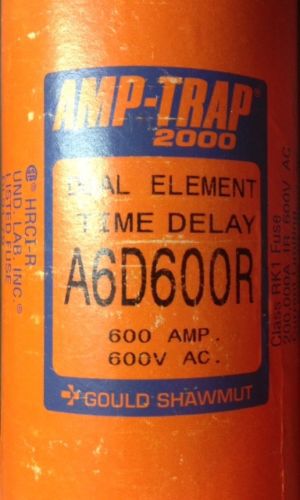 AMP-TRAP®
2000
DUAL ELEMENT
TIME DELAY
A6D600R
600 AMP.
600V AC.
GOULD SHAWMUT
HRCI-R
UND. LAB. INC.®
LISTED FUSE
Class RK1 Fuse
200,000A IR 600V AC